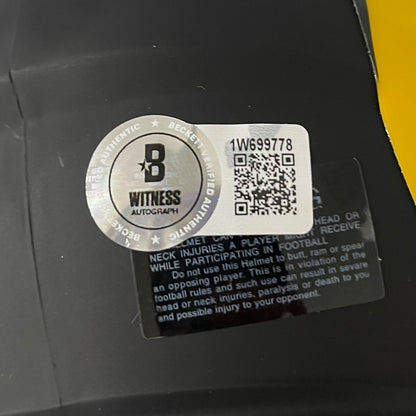 BECKETT VERIFIED AUTHENTIC
B
WITNESS
AUTOGRAPH
1W699778
HEAD OR
NECK INJURIES A PLAYER MIGHT RECEIVE
WHILE PARTICIPATING IN FOOTBALL
Do not use this Helmet to butt, ram or spear
an opposing player. This is in violation of the
football rules and such use can result in severe
head or neck injuries, paralysis or death to you
and possible injury to your opponent.